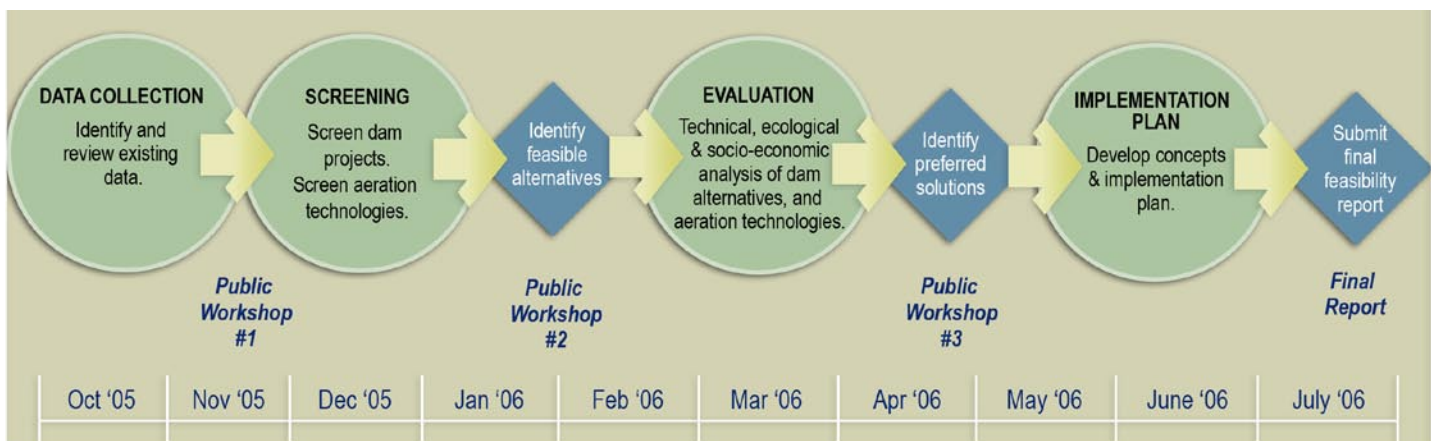 DATA COLLECTION
Identify and
review existing
data.
SCREENING
Screen dam
projects.
Screen aeration
technologies.
Identify
feasible
alternatives
EVALUATION
Technical, ecological
& socio-economic
analysis of dam
alternatives, and
aeration technologies.
Identify
preferred
solutions
IMPLEMENTATION
PLAN
Develop concepts
& implementation
plan.
Submit
final
feasibility
report
Public
Workshop
#1
Public
Workshop
#2
Public
Workshop
#3
Final
Report
Oct ‘05 Nov ‘05 Dec ‘05 Jan ‘06 Feb ‘06 Mar ‘06 Apr ‘06 May ‘06 June ‘06 July ‘06